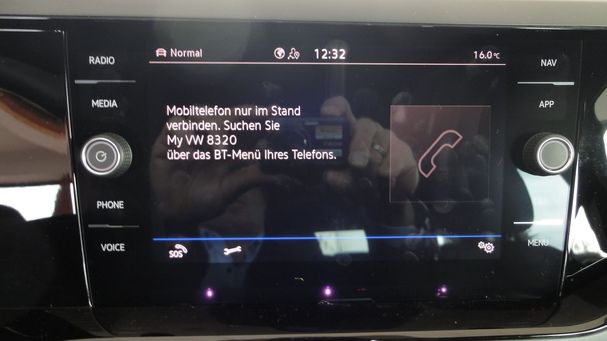 RADIO
MEDIA
PHONE
VOICE
Normal 12:32 16.0°C
Mobiltelefon nur im Stand
verbinden. Suchen Sie
My VW 8320
über das BT-Menü Ihres Telefons.
SOS
NAV
APP
MENU